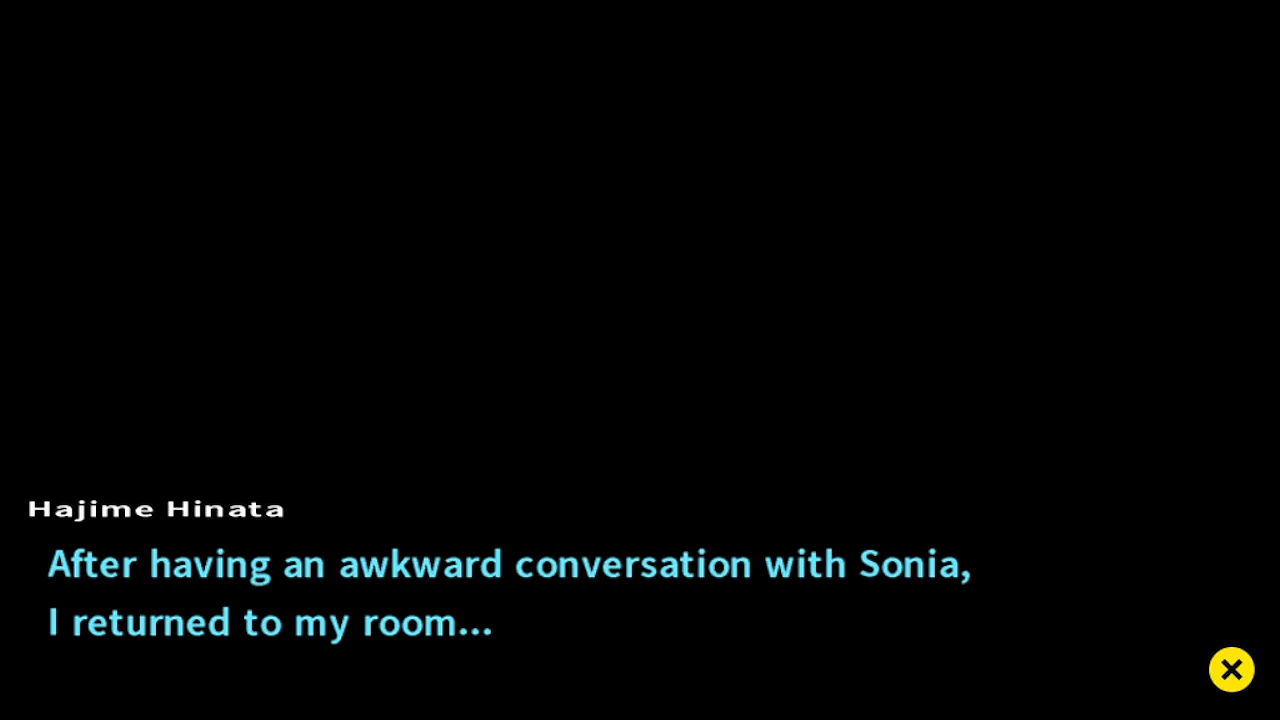 Hajime Hinata
After having an awkward conversation with Sonia,
I returned to my room...